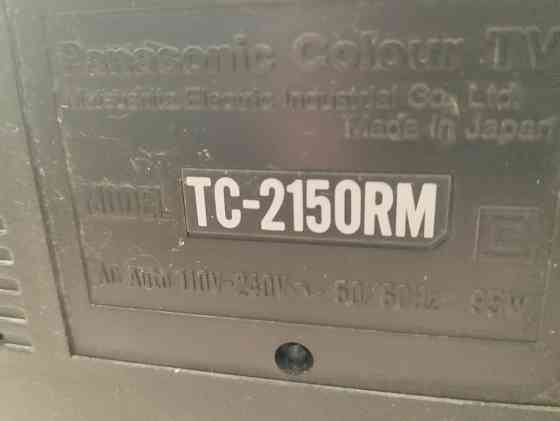 Panasonic Colour TV
Matsushita Electric Industrial Co., Ltd.
Made in Japan
MODEL TC-2150RM
AC Auto 110V-240V~ 50/60Hz 95W